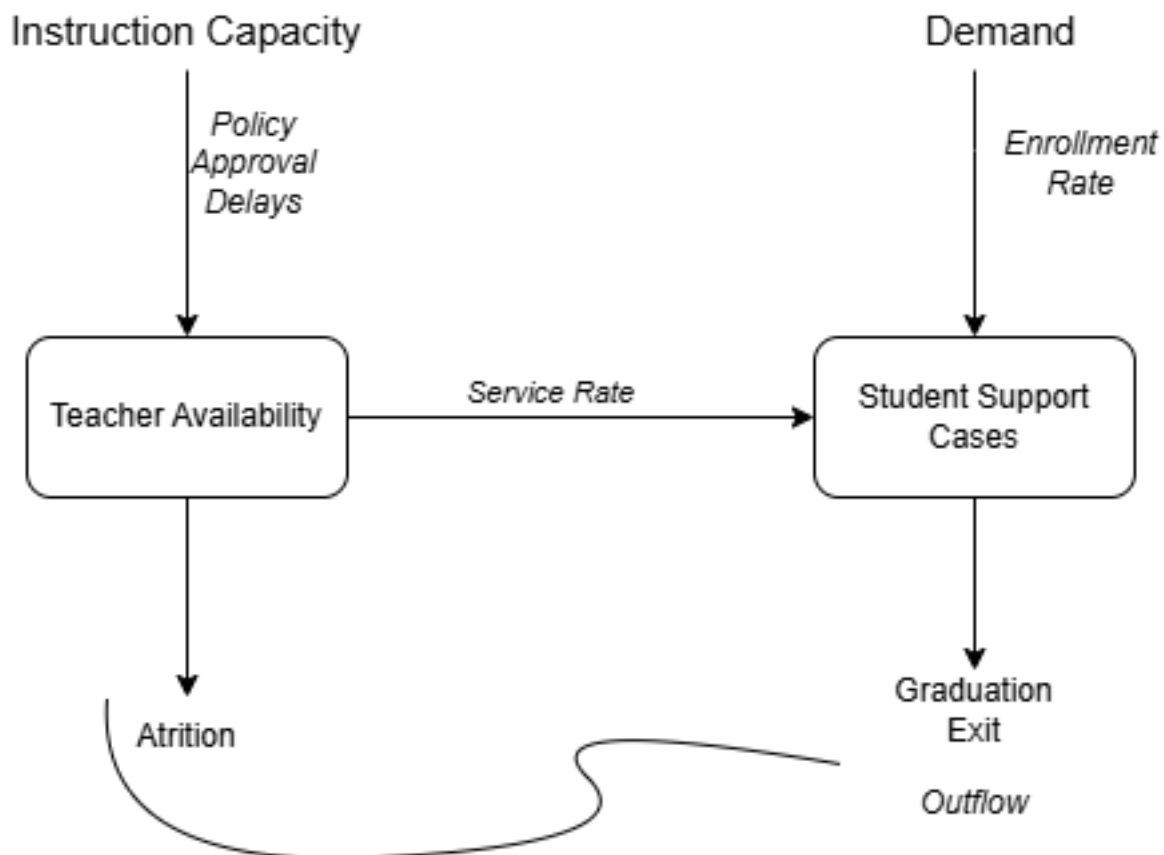 Instruction Capacity
Demand
Policy
Approval
Delays
Enrollment
Rate
Teacher Availability
Service Rate
Student Support
Cases
Atrition
Graduation
Exit
Outflow